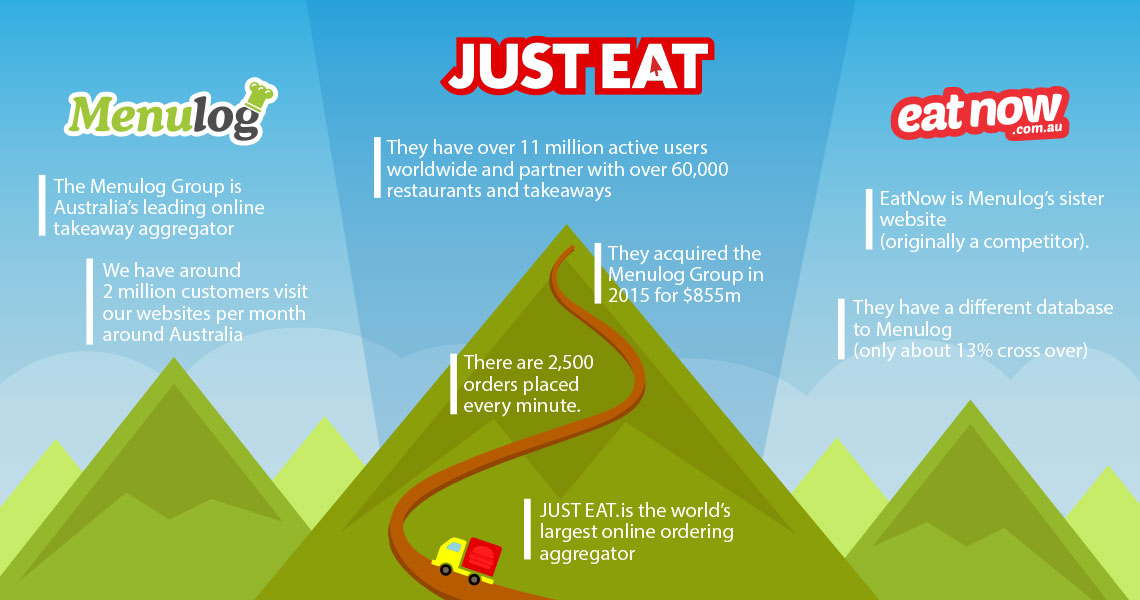 Menulog
The Menulog Group is
Australia's leading online
takeaway aggregator
We have around
2 million customers visit
our websites per month
around Australia
JUST EAT
They have over 11 million active users
worldwide and partner with over 60,000
restaurants and takeaways
They acquired the
Menulog Group in
2015 for $855m
There are 2,500
orders placed
every minute.
JUST EAT.is the world's
largest online ordering
aggregator
eat now
.com.au
EatNow is Menulog's sister
website
(originally a competitor).
They have a different database
to Menulog
(only about 13% cross over)